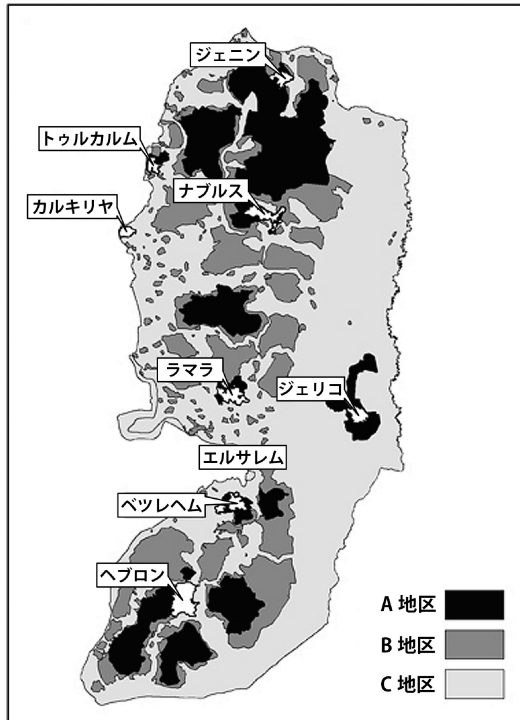 ジェニン
トゥルカルム
ナブルス
カルキリヤ
ラマラ
ジェリコ
エルサレム
ベツレヘム
ヘブロン
A 地区
B 地区
C 地区